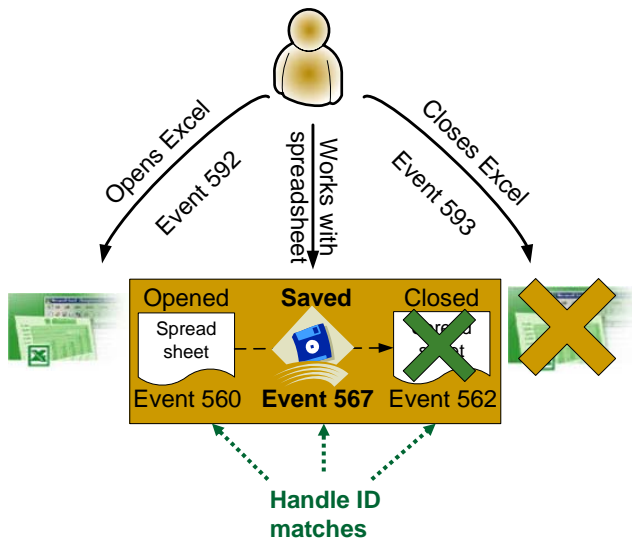 Opens Excel
Event 592
Works with
spreadsheet
Closes Excel
Event 593
Opened
Saved
Closed
Spread
sheet
Event 560
Event 567
Event 562
Handle ID
matches